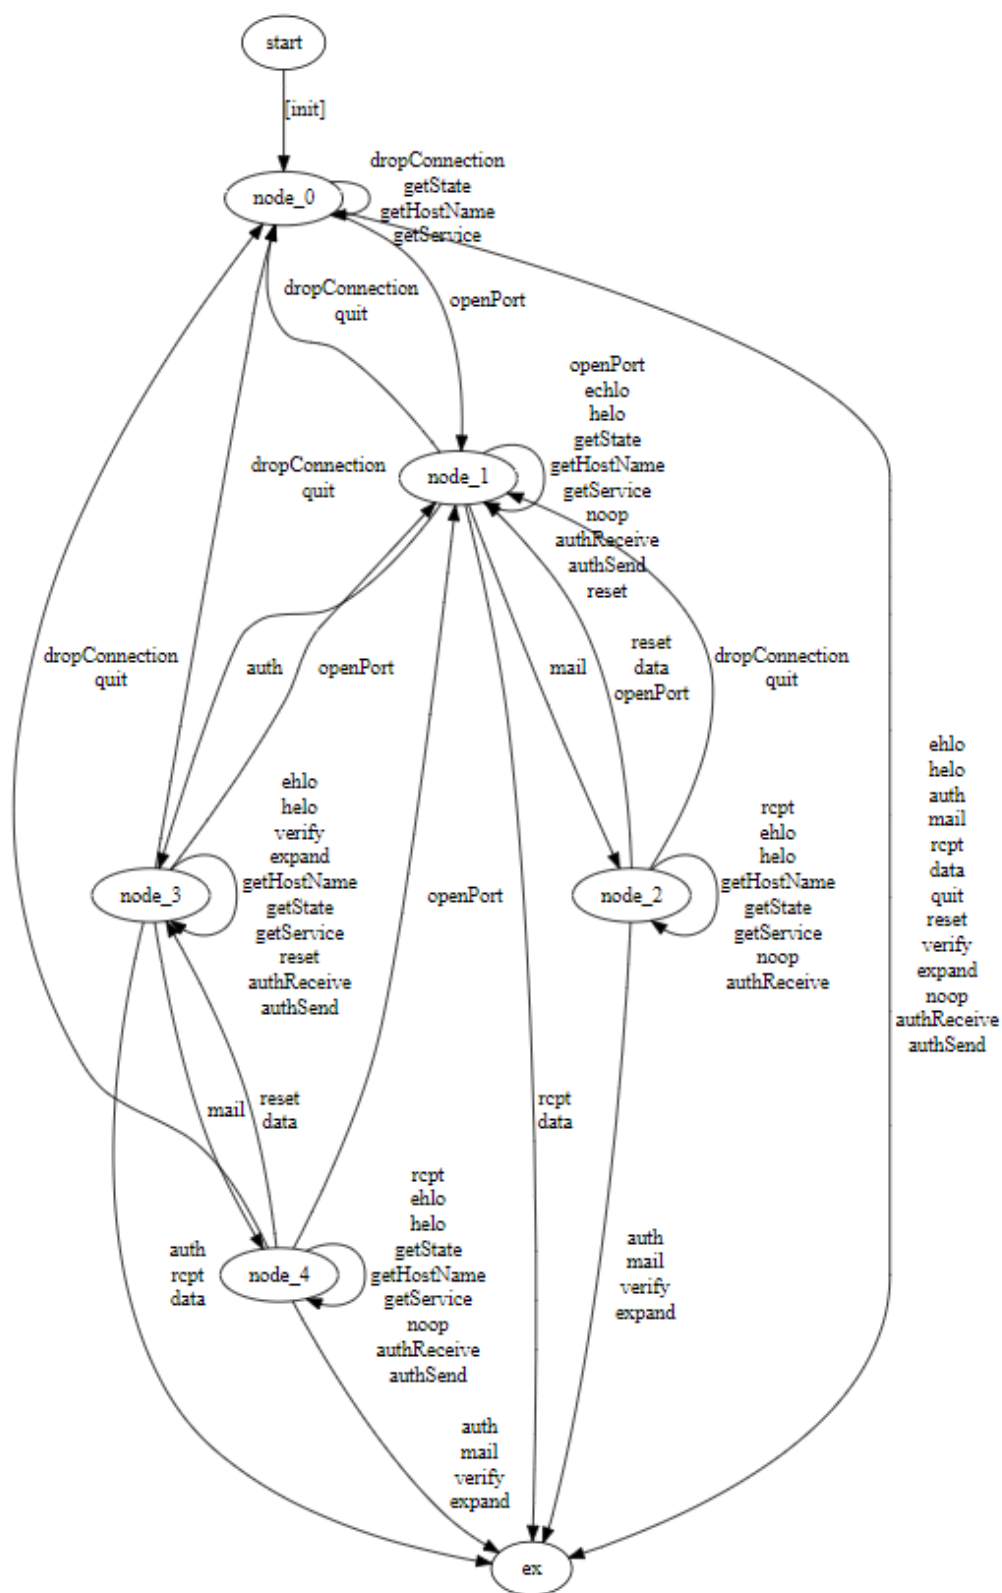 start
[init]
node_0
dropConnection
getState
getHostName
getService
dropConnection
quit
openPort
openPort
echlo
helo
getState
getHostName
getService
noop
authReceive
authSend
reset
node_1
dropConnection
quit
dropConnection
quit
auth
openPort
mail
reset
data
openPort
dropConnection
quit
ehlo
helo
auth
mail
rcpt
data
quit
reset
verify
expand
noop
authReceive
authSend
node_3
ehlo
helo
verify
expand
getHostName
getState
getService
reset
authReceive
authSend
openPort
node_2
rcpt
ehlo
helo
getHostName
getState
getService
noop
authReceive
mail
reset
data
rcpt
data
auth
rcpt
data
node_4
rcpt
ehlo
helo
getState
getHostName
getService
noop
authReceive
authSend
auth
mail
verify
expand
auth
mail
verify
expand
ex